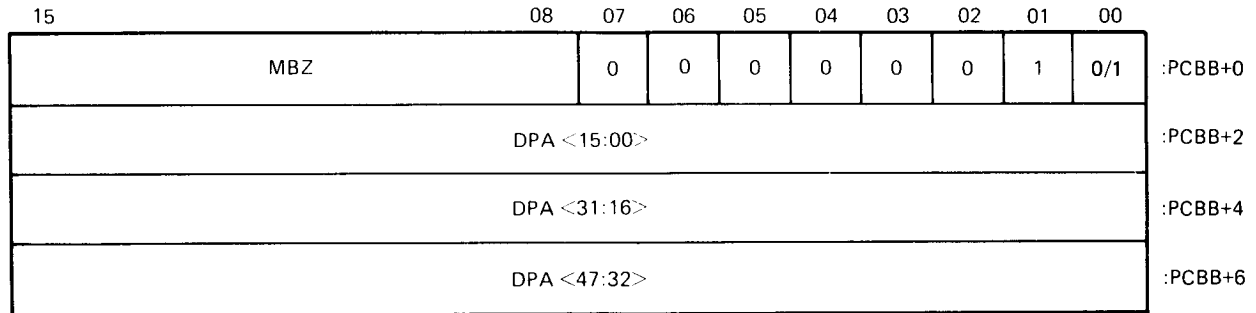 15 08 07 06 05 04 03 02 01 00
MBZ 0 0 0 0 0 0 1 0/1 :PCBB+0
DPA <15:00> :PCBB+2
DPA <31:16> :PCBB+4
DPA <47:32> :PCBB+6